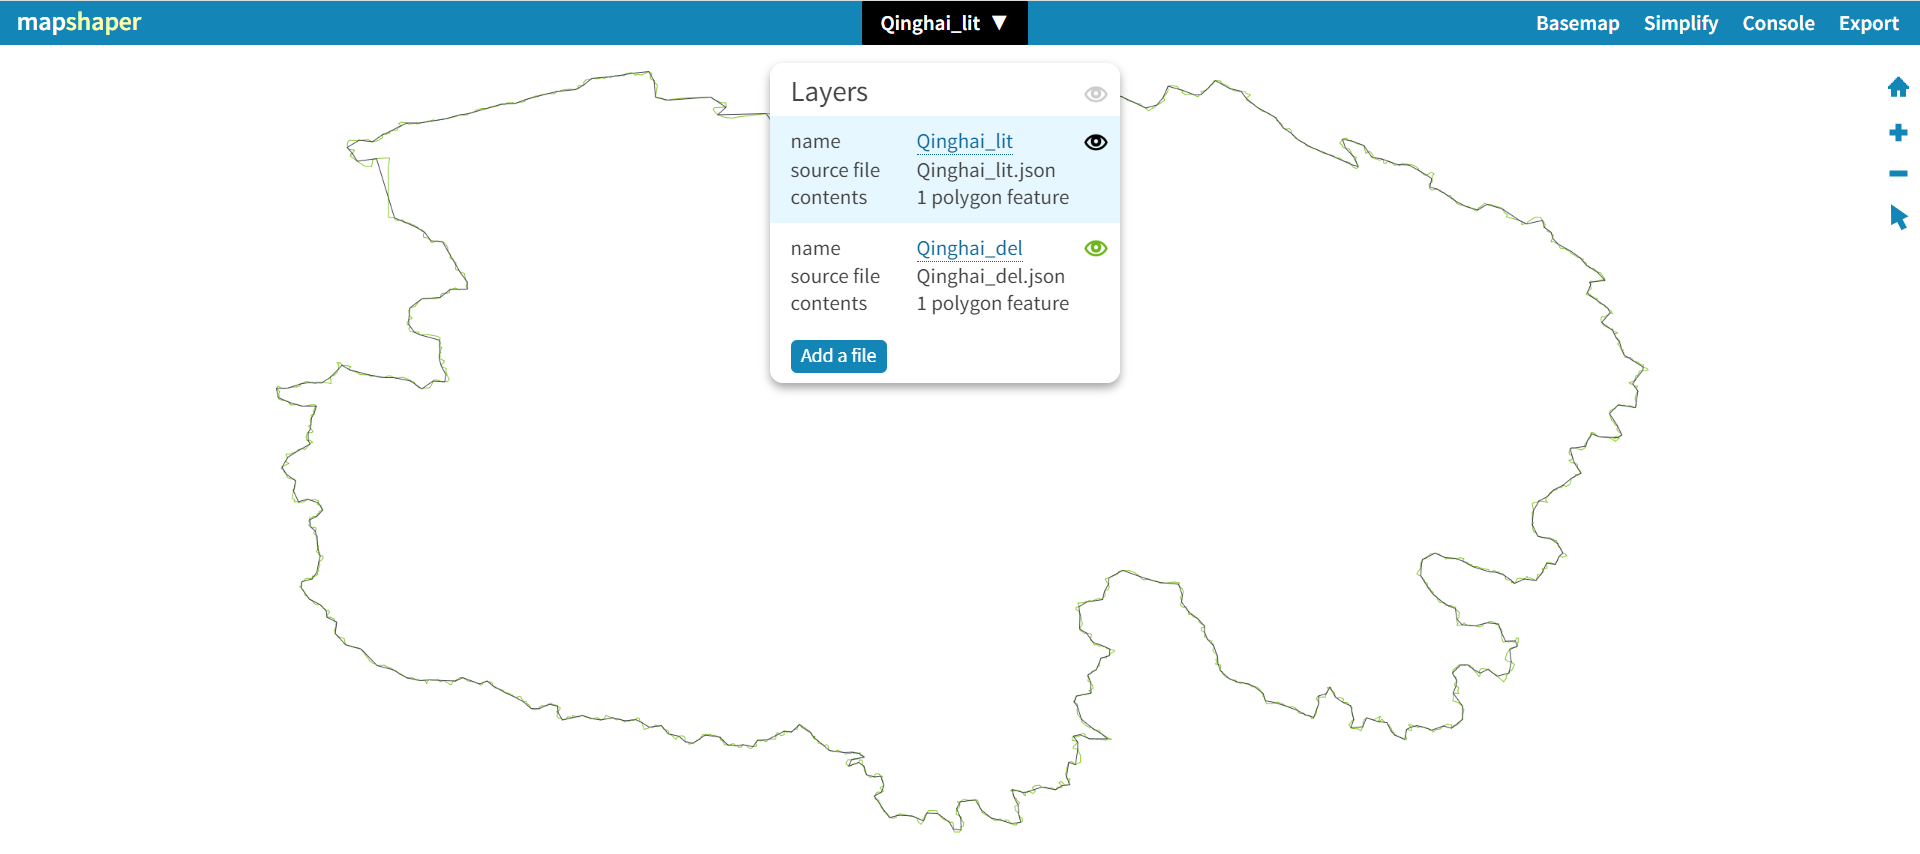 mapshaper
Qinghai_lit ▼
Basemap Simplify Console Export
Layers
name Qinghai_lit
source file Qinghai_lit.json
contents 1 polygon feature
name Qinghai_del
source file Qinghai_del.json
contents 1 polygon feature
Add a file